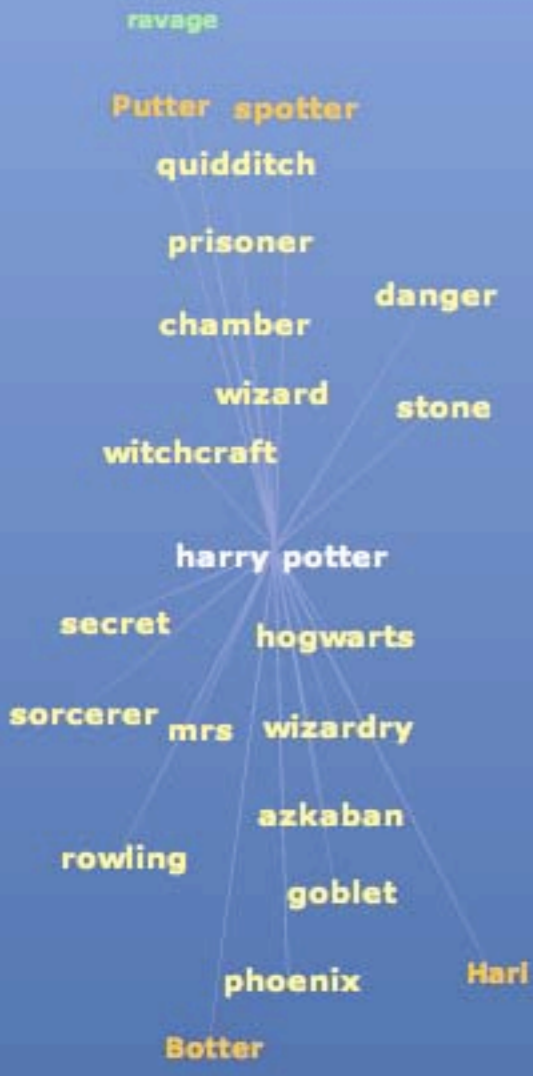 ravage
Putter spotter
quidditch
prisoner
danger
chamber
wizard
stone
witchcraft
harry potter
secret
hogwarts
sorcerer mrs wizardry
azkaban
rowling
goblet
Hari
phoenix
Botter